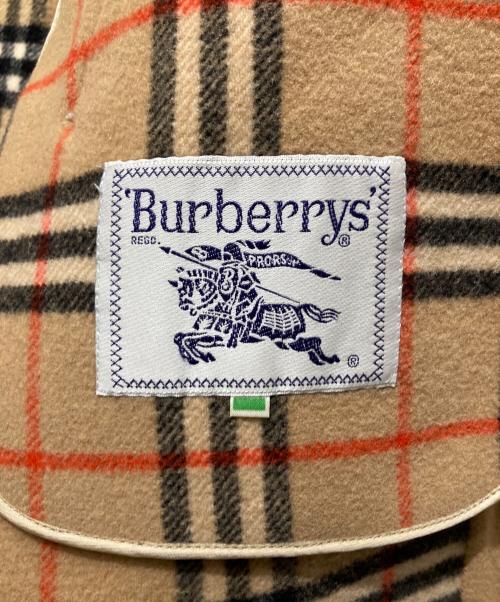 'Burberrys'
REGD. ®
PRORSUM
®